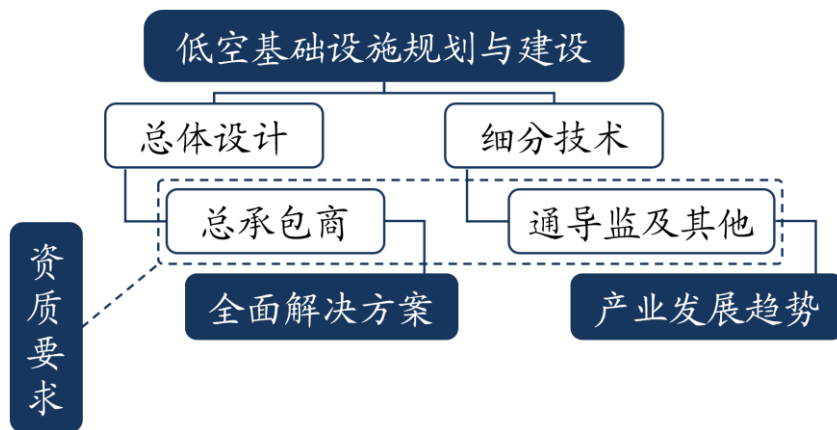 低空基础设施规划与建设
总体设计
细分技术
总承包商
通导监及其他
资质要求
全面解决方案
产业发展趋势